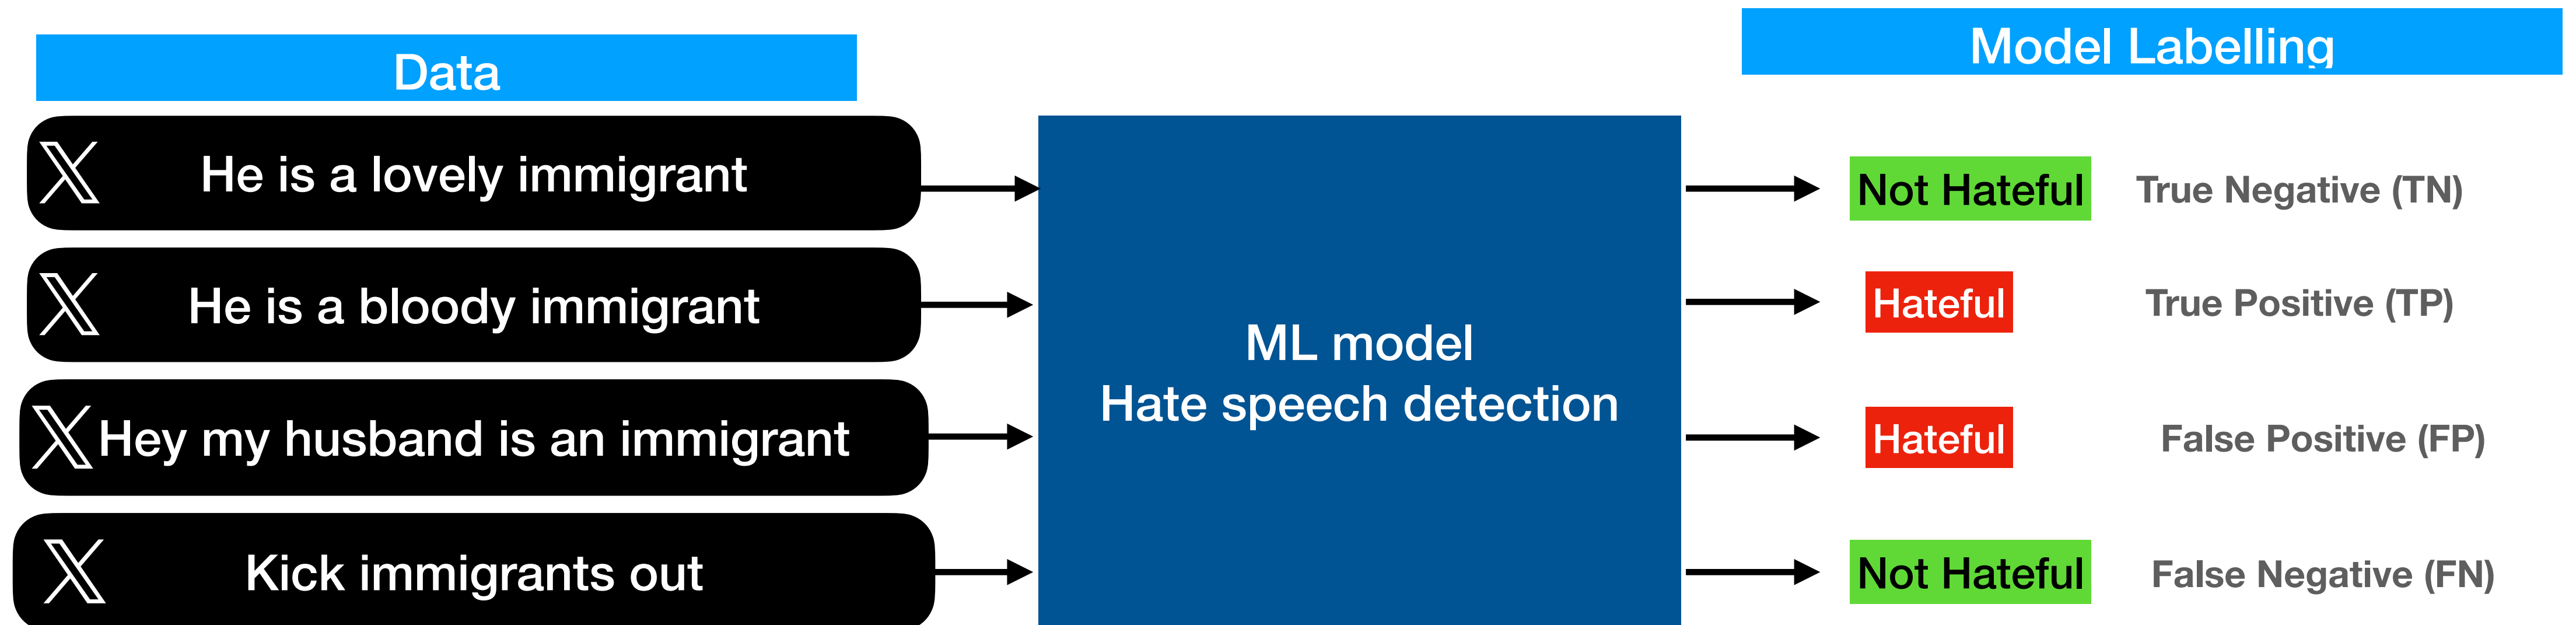 Data
Model Labelling
He is a lovely immigrant
Not Hateful
True Negative (TN)
He is a bloody immigrant
Hateful
True Positive (TP)
ML model
Hate speech detection
Hey my husband is an immigrant
Hateful
False Positive (FP)
Kick immigrants out
Not Hateful
False Negative (FN)